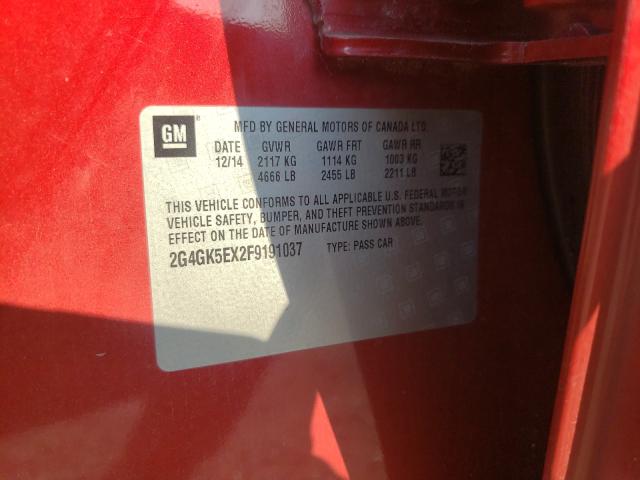 GM ® MFD BY GENERAL MOTORS OF CANADA LTD.
DATE GVWR GAWR FRT GAWR RR
12/14 2117 KG 1114 KG 1003 KG
4666 LB 2455 LB 2211 LB
THIS VEHICLE CONFORMS TO ALL APPLICABLE U.S. FEDERAL MOTOR
VEHICLE SAFETY, BUMPER, AND THEFT PREVENTION STANDARDS IN
EFFECT ON THE DATE OF MANUFACTURE SHOWN ABOVE.
2G4GK5EX2F9191037 TYPE: PASS CAR